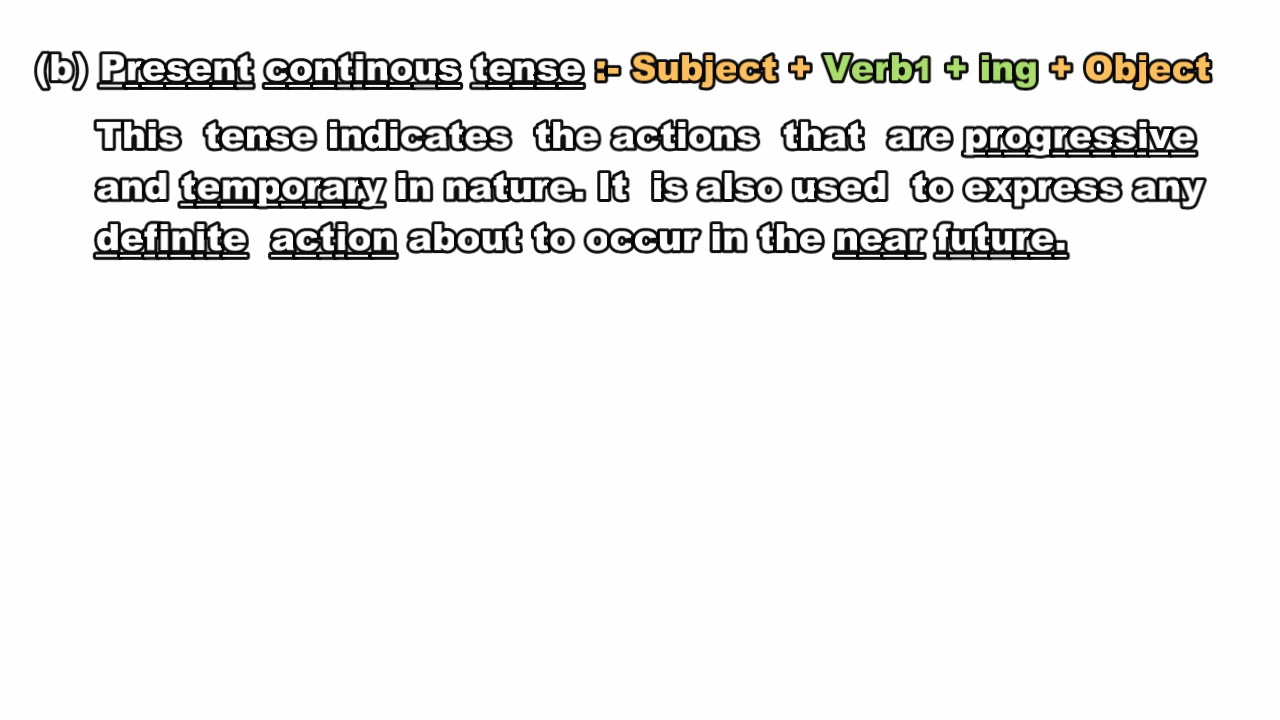 (b) Present continous tense :- Subject + Verb1 + ing + Object
This tense indicates the actions that are progressive
and temporary in nature. It is also used to express any
definite action about to occur in the near future.